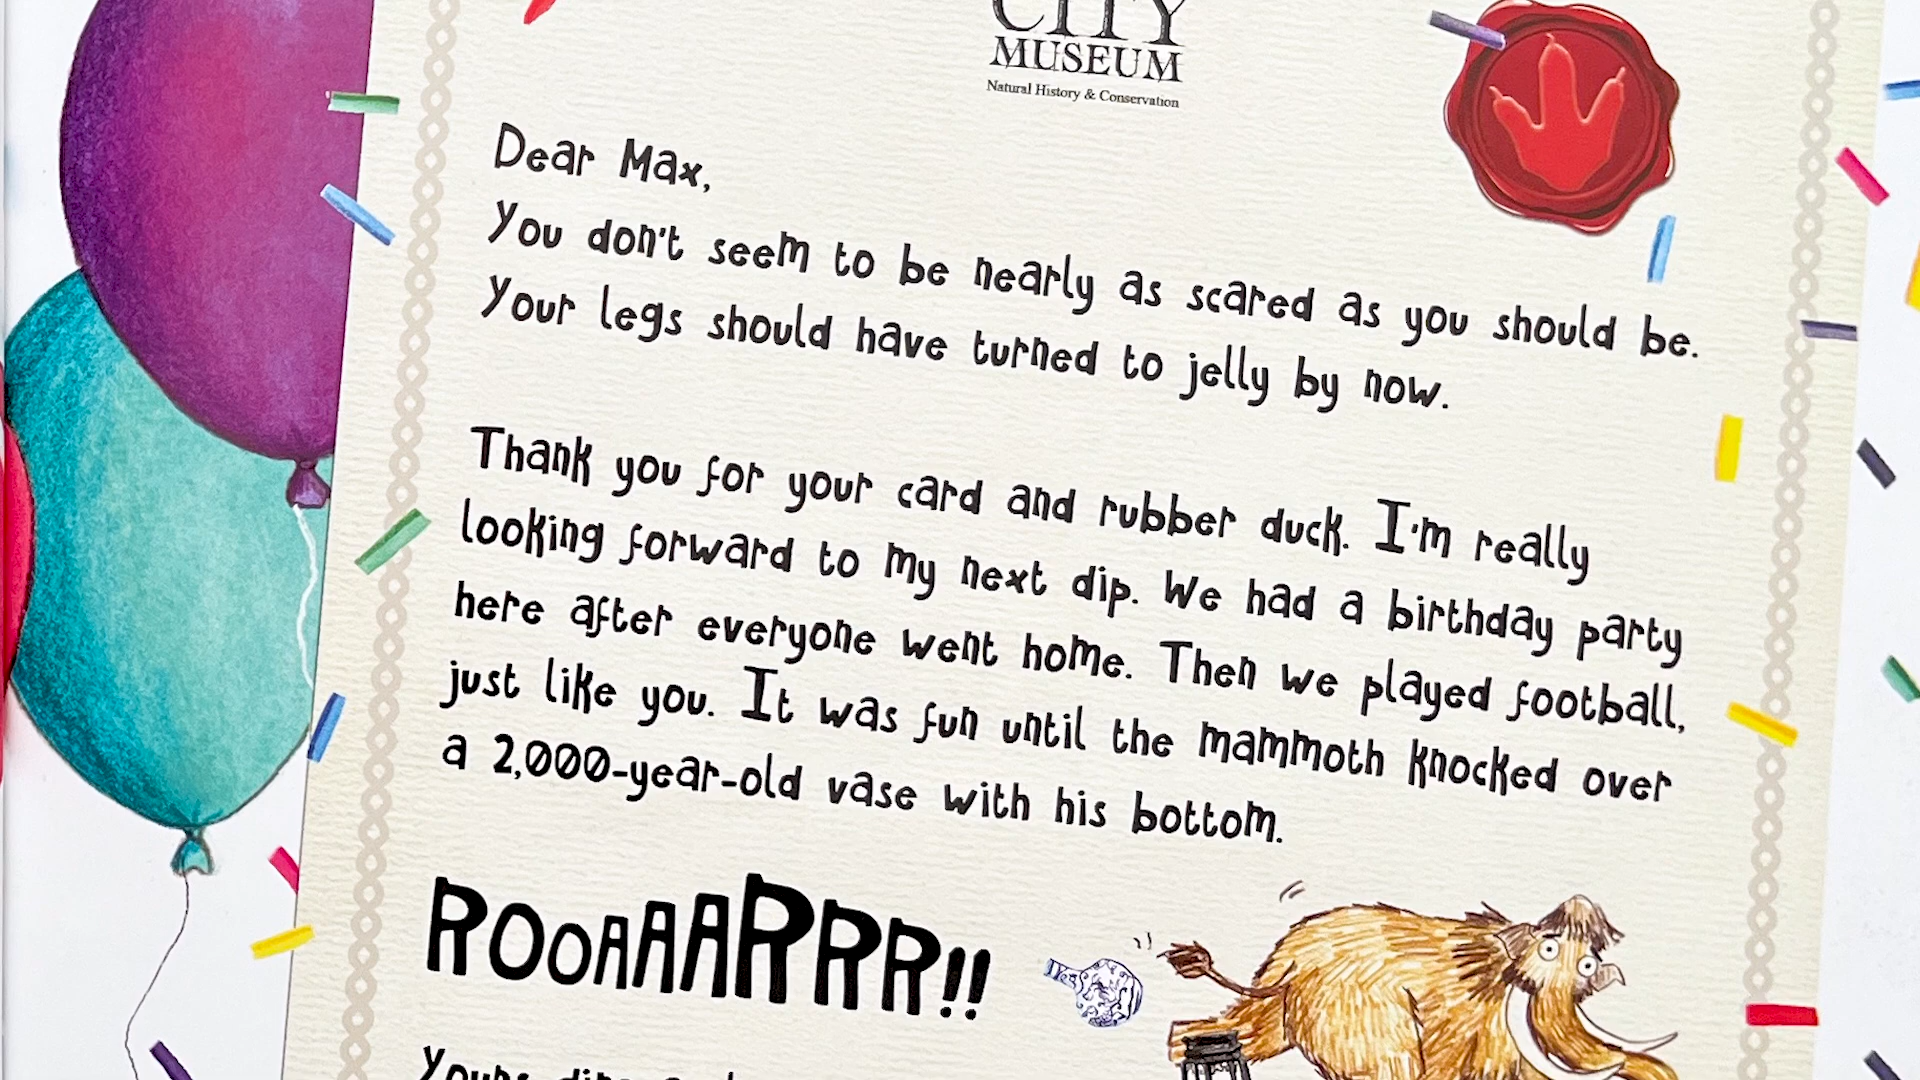 CITY
MUSEUM
Natural History & Conservation
Dear Max,
You don't seem to be nearly as scared as you should be.
Your legs should have turned to jelly by now.
Thank you for your card and rubber duck. I'm really
looking forward to my next dip. We had a birthday party
here after everyone went home. Then we played football,
just like you. It was fun until the mammoth knocked over
a 2,000-year-old vase with his bottom.
ROOAAARRR!!
Yours